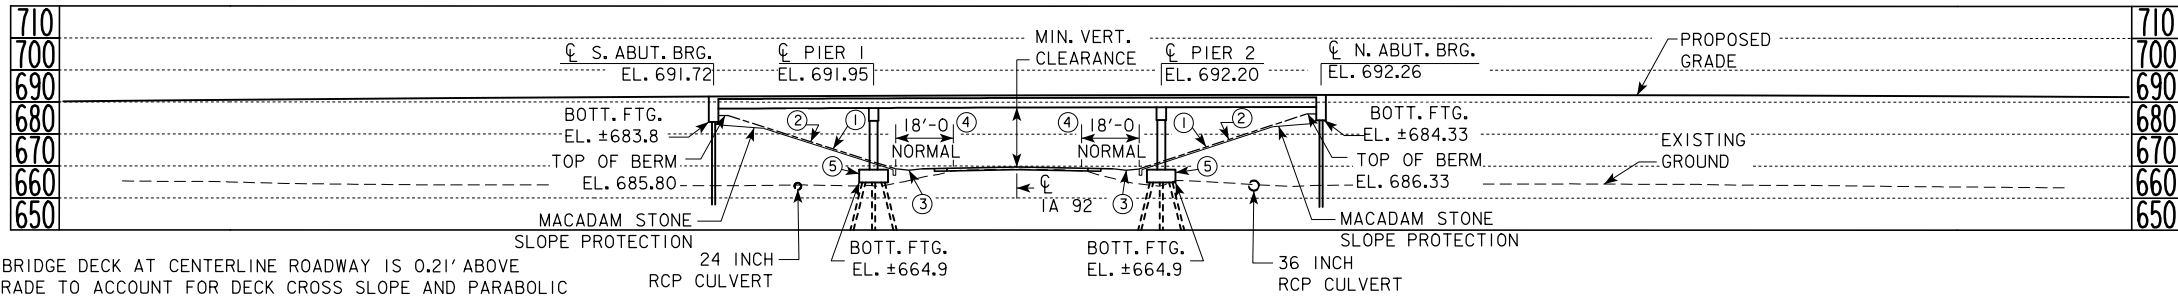 710
700
690
680
670
660
650
℄ S. ABUT. BRG.
EL. 691.72
℄ PIER 1
EL. 691.95
MIN. VERT.
CLEARANCE
℄ PIER 2
EL. 692.20
℄ N. ABUT. BRG.
EL. 692.26
PROPOSED
GRADE
710
700
690
680
670
660
650
BOTT. FTG.
EL. ±683.8
② ①
18'-0
NORMAL
④
④
18'-0
NORMAL
① ②
BOTT. FTG.
EL. ±684.33
EXISTING
GROUND
TOP OF BERM
EL. 685.80
⑤
⑤
TOP OF BERM
EL. 686.33
③
℄
IA 92
③
MACADAM STONE
SLOPE PROTECTION
MACADAM STONE
SLOPE PROTECTION
24 INCH
RCP CULVERT
BOTT. FTG.
EL. ±664.9
BOTT. FTG.
EL. ±664.9
36 INCH
RCP CULVERT
BRIDGE DECK AT CENTERLINE ROADWAY IS 0.21' ABOVE
RADE TO ACCOUNT FOR DECK CROSS SLOPE AND PARABOLIC